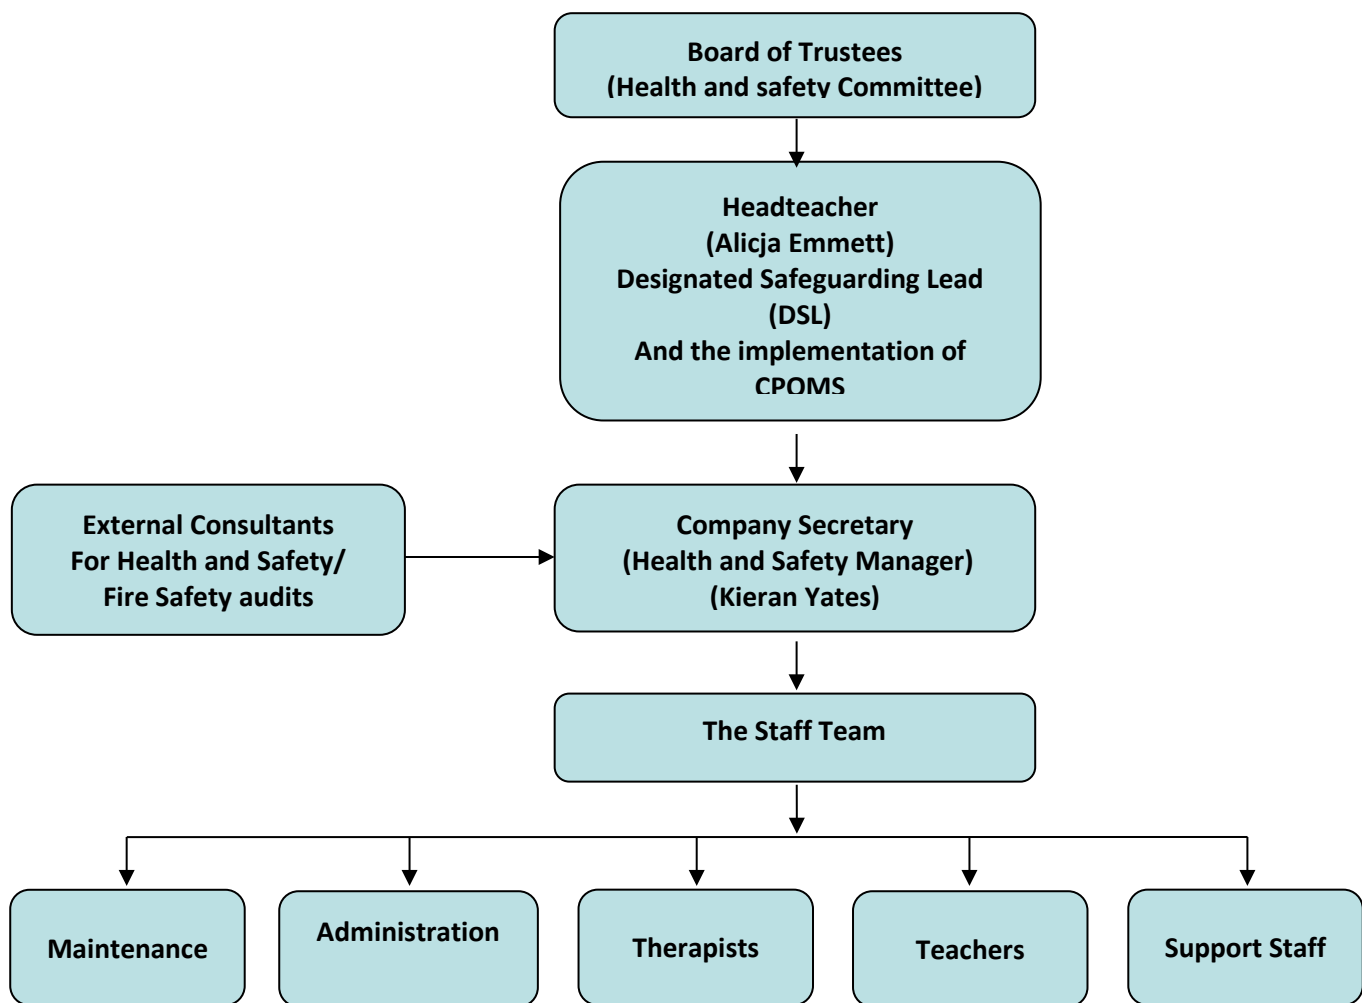 Board of Trustees
(Health and safety Committee)
Headteacher
(Alicja Emmett)
Designated Safeguarding Lead
(DSL)
And the implementation of
CPOMS
External Consultants
For Health and Safety/
Fire Safety audits
Company Secretary
(Health and Safety Manager)
(Kieran Yates)
The Staff Team
Maintenance
Administration
Therapists
Teachers
Support Staff